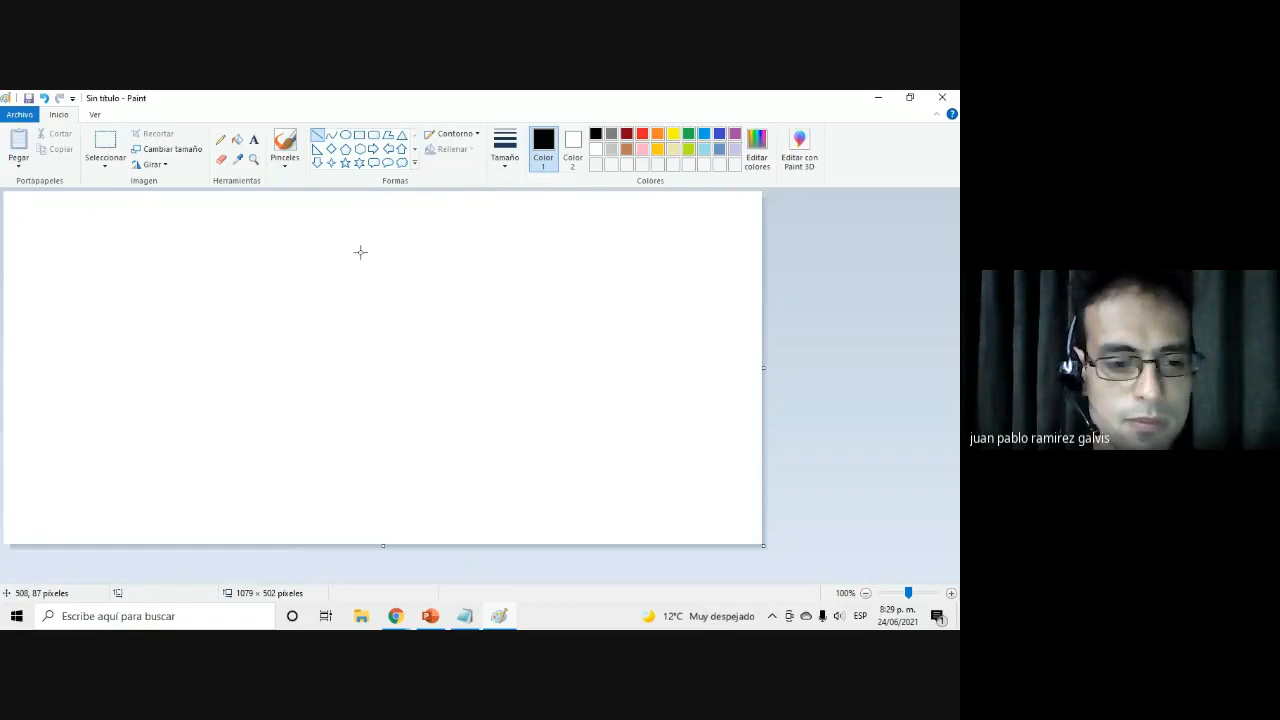 Sin título - Paint
Archivo
Inicio
Ver
Pegar
Cortar
Copiar
Portapapeles
Seleccionar
Recortar
Cambiar tamaño
Girar
Imagen
A
Herramientas
Pinceles
Contorno
Rellenar
Formas
Tamaño
Color
1
Color
2
Editar
colores
Editar con
Paint 3D
Colores
juan pablo ramirez galvis
508, 87 píxeles
1079 × 502 píxeles
100%
Escribe aquí para buscar
12°C Muy despejado
ESP
8:29 p. m.
24/06/2021
1